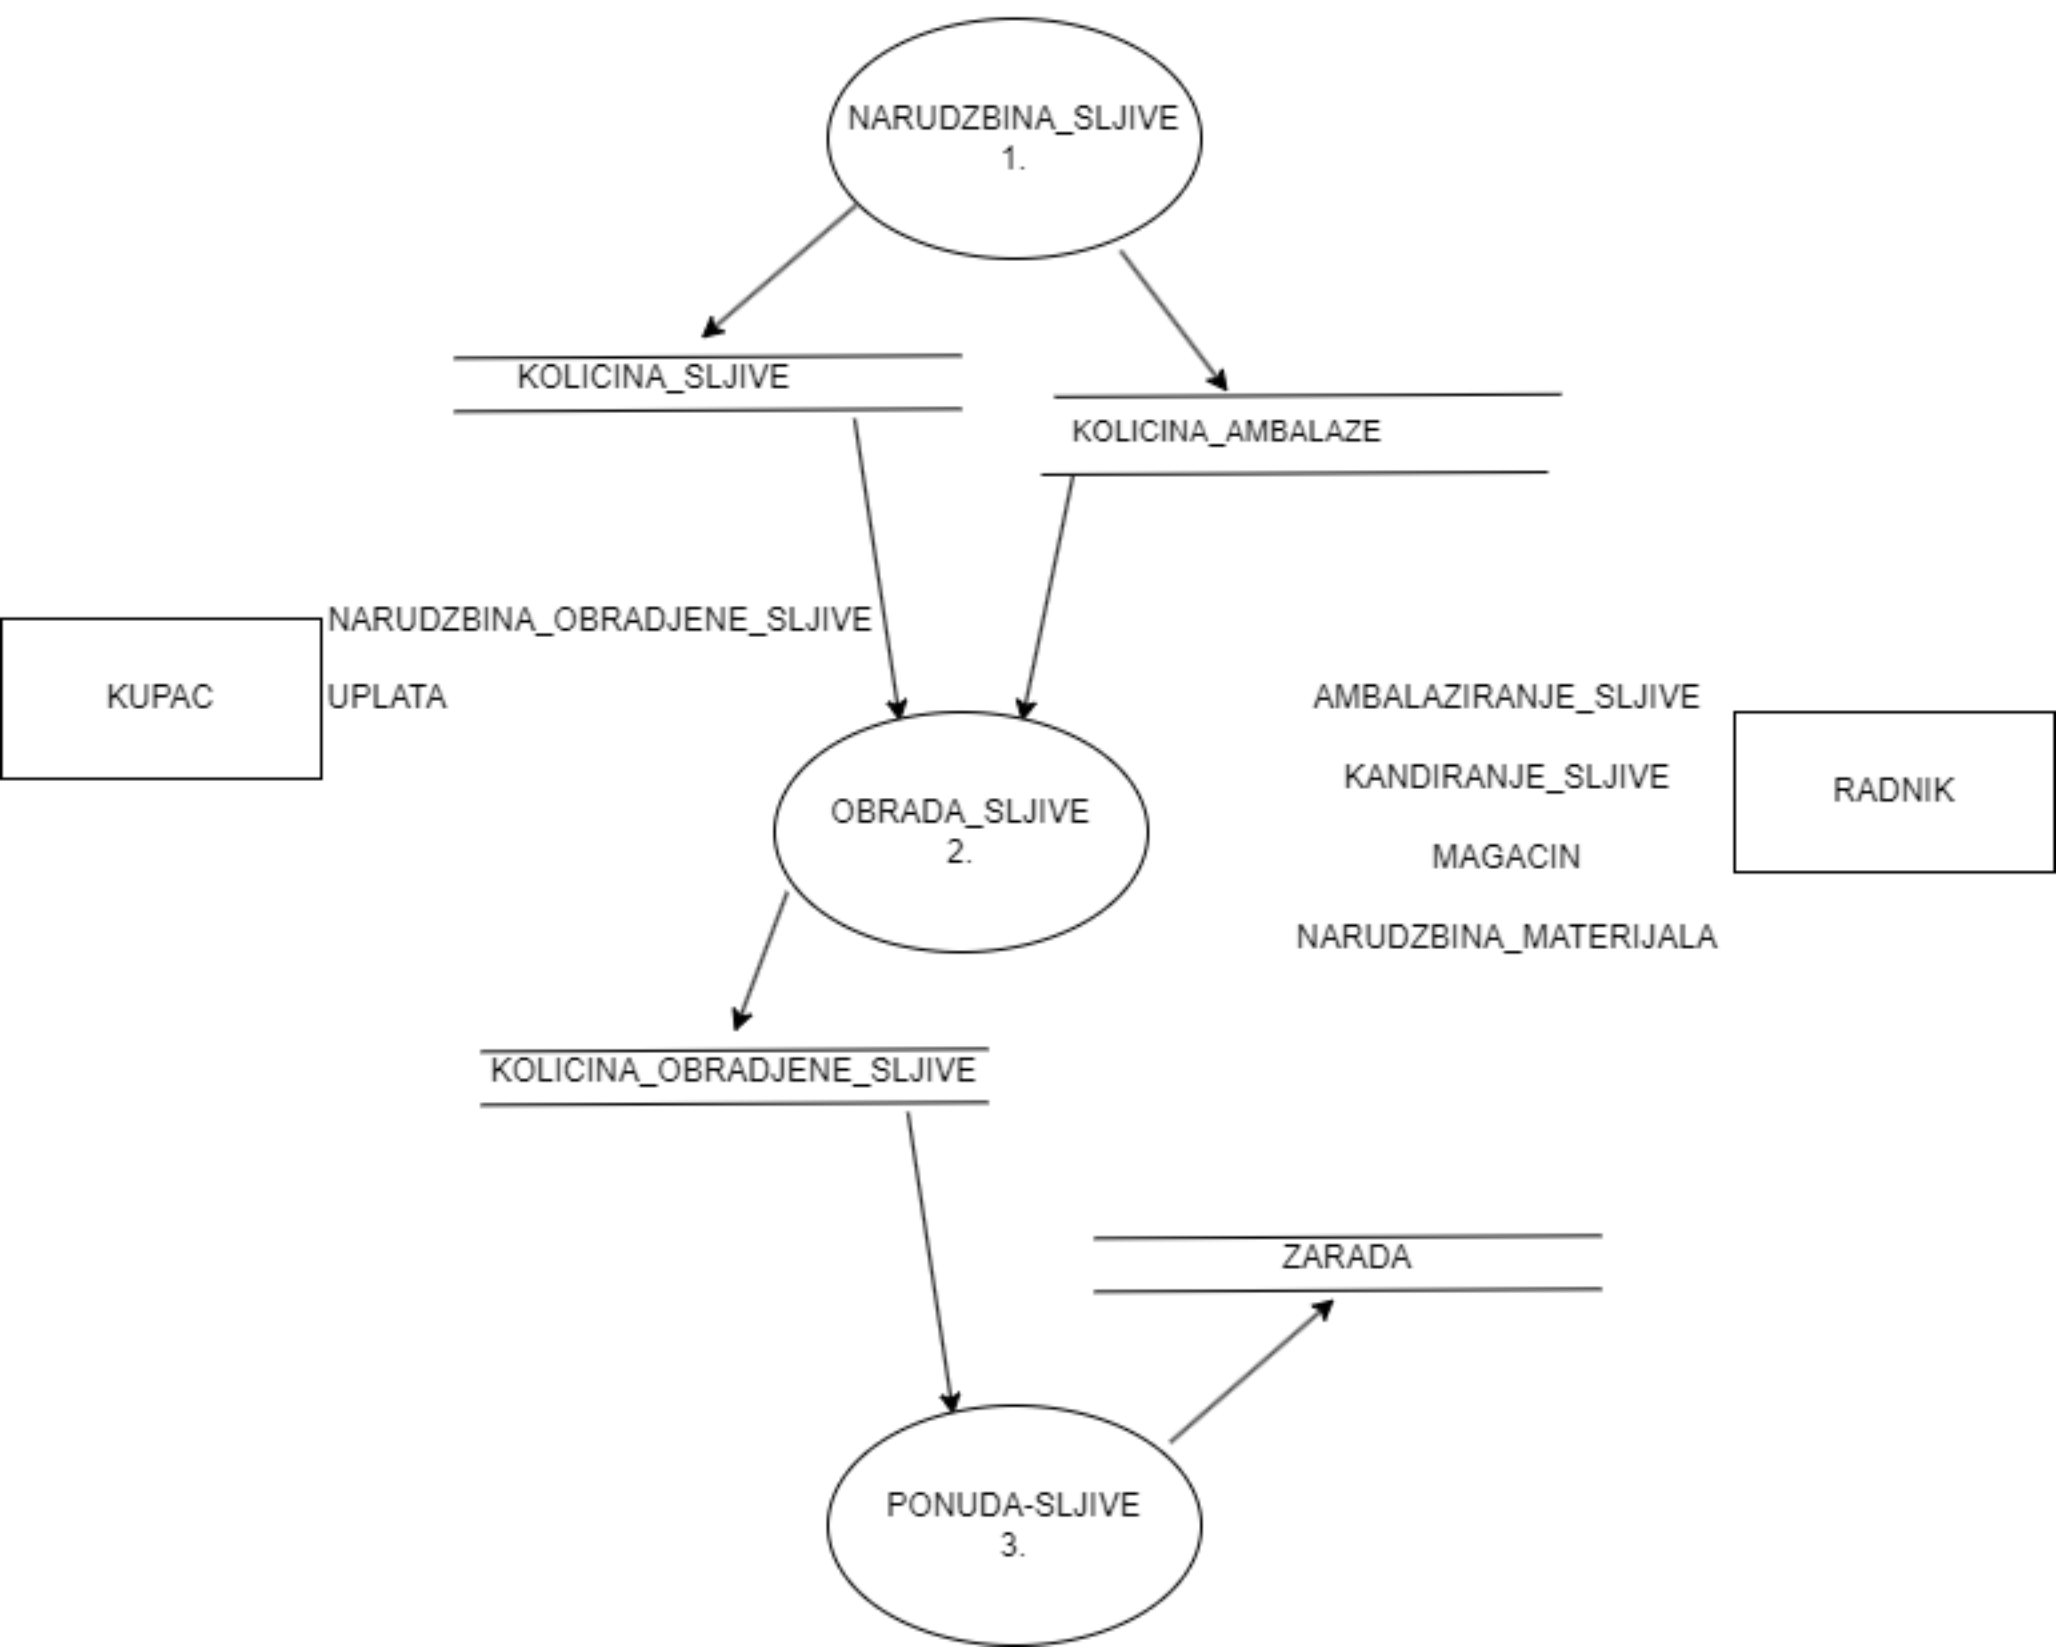 NARUDZBINA_SLJIVE
1.
KOLICINA_SLJIVE
KOLICINA_AMBALAZE
NARUDZBINA_OBRADJENE_SLJIVE
KUPAC
UPLATA
AMBALAZIRANJE_SLJIVE
KANDIRANJE_SLJIVE
RADNIK
OBRADA_SLJIVE
2.
MAGACIN
NARUDZBINA_MATERIJALA
KOLICINA_OBRADJENE_SLJIVE
ZARADA
PONUDA-SLJIVE
3.